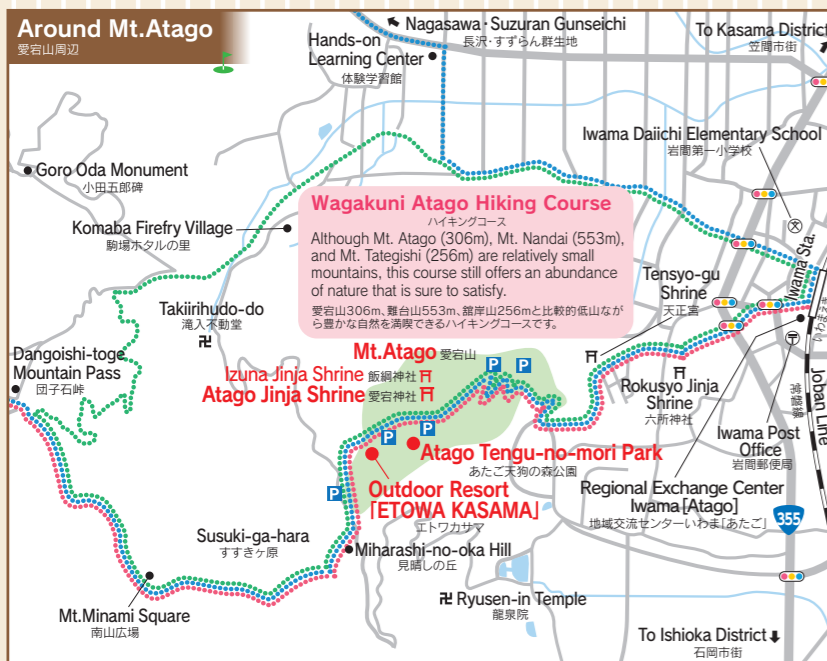 Around Mt.Atago
愛宕山周辺
Nagasawa・Suzuran Gunseichi
長沢・すずらん群生地
To Kasama District
笠間市街
Hands-on
Learning Center
体験学習館
Iwama Daiichi Elementary School
岩間第一小学校
文
Goro Oda Monument
小田五郎碑
Komaba Firefry Village
駒場ホタルの里
Wagakuni Atago Hiking Course
ハイキングコース
Although Mt. Atago (306m), Mt. Nandai (553m),
and Mt. Tategishi (256m) are relatively small
mountains, this course still offers an abundance
of nature that is sure to satisfy.
愛宕山306m、難台山553m、舘岸山256mと比較的低山なが
ら豊かな自然を満喫できるハイキングコースです。
Iwama Sta.
いわまえき
Tensyo-gu
Shrine
天正宮
Takiirihudo-do
滝入不動堂
卍
Dangoishi-toge
Mountain Pass
団子石峠
Mt.Atago 愛宕山
Izuna Jinja Shrine 飯綱神社
Atago Jinja Shrine 愛宕神社
P
P
P
P
P
Rokusyo Jinja
Shrine
六所神社
Joban Line
常磐線
〒
Iwama Post
Office
岩間郵便局
Atago Tengu-no-mori Park
あたご天狗の森公園
Outdoor Resort
「ETOWA KASAMA」
エトワカサマ
Regional Exchange Center
Iwama[Atago]
地域交流センターいわま「あたご」
355
Susuki-ga-hara
すすきヶ原
Miharashi-no-oka Hill
見晴しの丘
Mt.Minami Square
南山広場
卍 Ryusen-in Temple
龍泉院
To Ishioka District
石岡市街